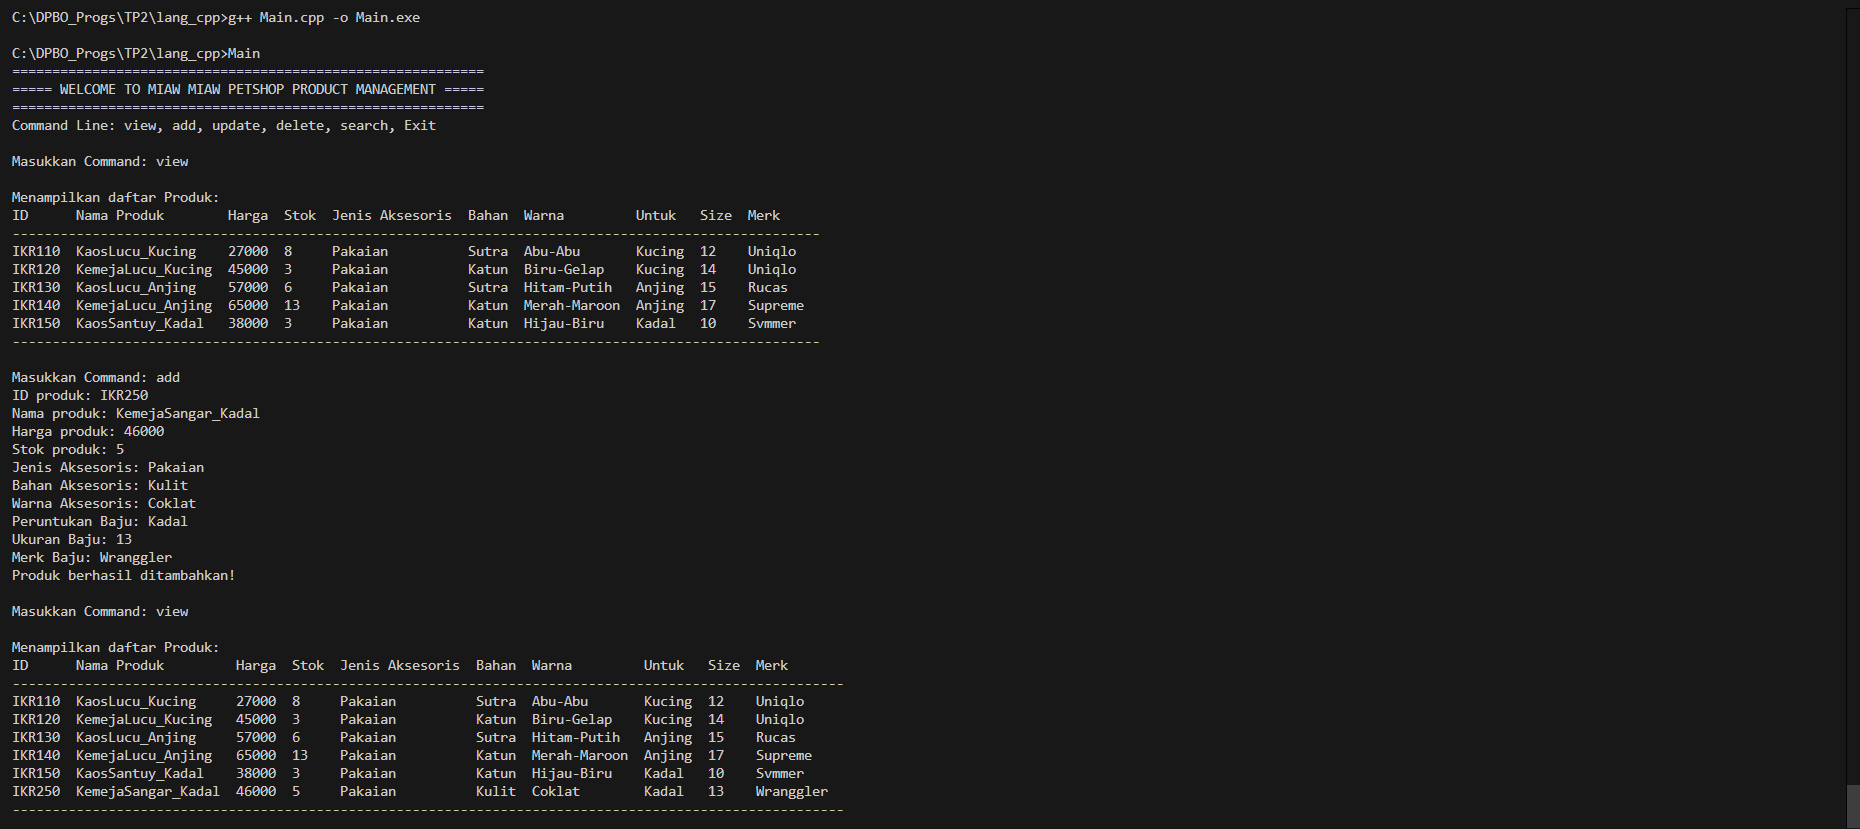 C:\DPBO_Progs\TP2\lang_cpp>g++ Main.cpp -o Main.exe
C:\DPBO_Progs\TP2\lang_cpp>Main
===========================================================
===== WELCOME TO MIAW MIAW PETSHOP PRODUCT MANAGEMENT =====
===========================================================
Command Line: view, add, update, delete, search, Exit
Masukkan Command: view
Menampilkan daftar Produk:
ID      Nama Produk        Harga  Stok  Jenis Aksesoris  Bahan  Warna         Untuk   Size  Merk
-----------------------------------------------------------------------------------------------------
IKR110  KaosLucu_Kucing    27000  8     Pakaian          Sutra  Abu-Abu       Kucing  12    Uniqlo
IKR120  KemejaLucu_Kucing  45000  3     Pakaian          Katun  Biru-Gelap    Kucing  14    Uniqlo
IKR130  KaosLucu_Anjing    57000  6     Pakaian          Sutra  Hitam-Putih   Anjing  15    Rucas
IKR140  KemejaLucu_Anjing  65000  13    Pakaian          Katun  Merah-Maroon  Anjing  17    Supreme
IKR150  KaosSantuy_Kadal   38000  3     Pakaian          Katun  Hijau-Biru    Kadal   10    Svmmer
-----------------------------------------------------------------------------------------------------
Masukkan Command: add
ID produk: IKR250
Nama produk: KemejaSangar_Kadal
Harga produk: 46000
Stok produk: 5
Jenis Aksesoris: Pakaian
Bahan Aksesoris: Kulit
Warna Aksesoris: Coklat
Peruntukan Baju: Kadal
Ukuran Baju: 13
Merk Baju: Wranggler
Produk berhasil ditambahkan!
Masukkan Command: view
Menampilkan daftar Produk:
ID      Nama Produk         Harga  Stok  Jenis Aksesoris  Bahan  Warna         Untuk   Size  Merk
--------------------------------------------------------------------------------------------------------
IKR110  KaosLucu_Kucing     27000  8     Pakaian          Sutra  Abu-Abu       Kucing  12    Uniqlo
IKR120  KemejaLucu_Kucing   45000  3     Pakaian          Katun  Biru-Gelap    Kucing  14    Uniqlo
IKR130  KaosLucu_Anjing     57000  6     Pakaian          Sutra  Hitam-Putih   Anjing  15    Rucas
IKR140  KemejaLucu_Anjing   65000  13    Pakaian          Katun  Merah-Maroon  Anjing  17    Supreme
IKR150  KaosSantuy_Kadal    38000  3     Pakaian          Katun  Hijau-Biru    Kadal   10    Svmmer
IKR250  KemejaSangar_Kadal  46000  5     Pakaian          Kulit  Coklat        Kadal   13    Wranggler
--------------------------------------------------------------------------------------------------------